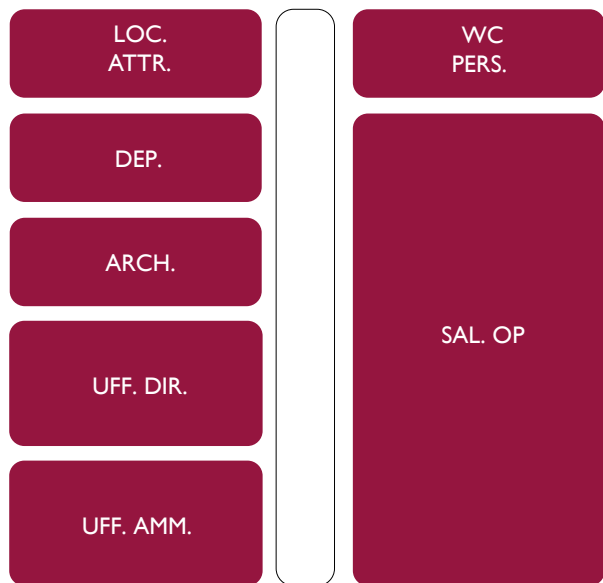 LOC.
ATTR.
WC
PERS.
DEP.
ARCH.
SAL. OP
UFF. DIR.
UFF. AMM.